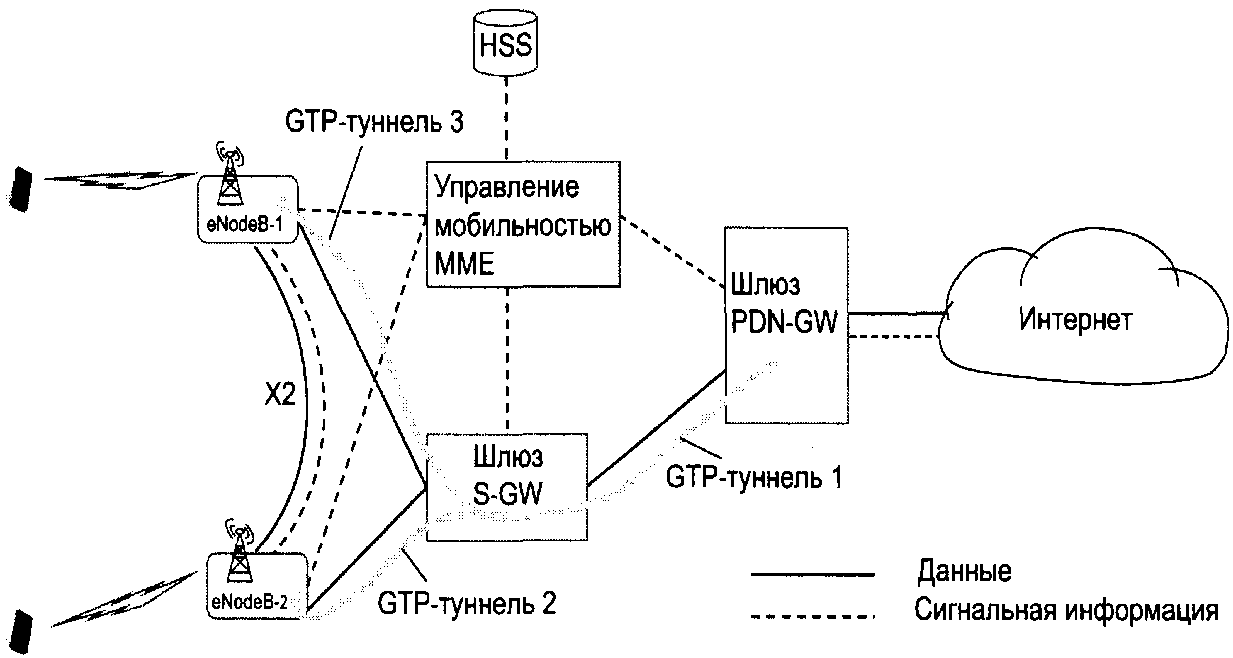 HSS
GTP-туннель 3
Управление
мобильностью
MME
eNodeB-1
Шлюз
PDN-GW
Интернет
X2
Шлюз
S-GW
GTP-туннель 1
eNodeB-2
GTP-туннель 2
Данные
Сигнальная информация